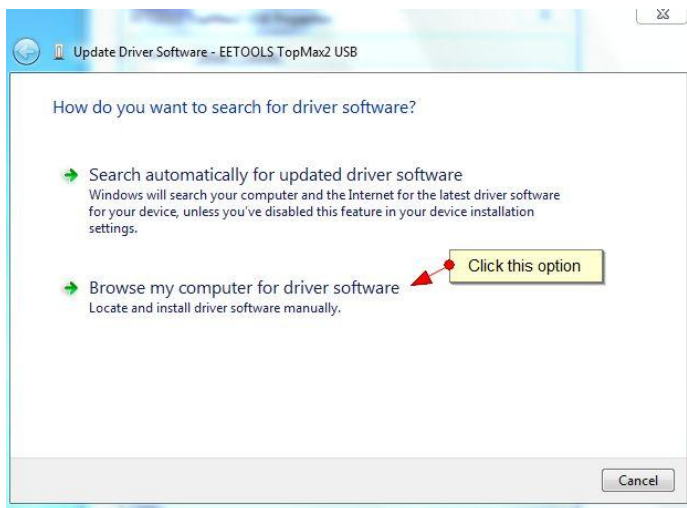 Update Driver Software - EETOOLS TopMax2 USB
How do you want to search for driver software?
Search automatically for updated driver software
Windows will search your computer and the Internet for the latest driver software
for your device, unless you've disabled this feature in your device installation
settings.
Click this option
Browse my computer for driver software
Locate and install driver software manually.
Cancel